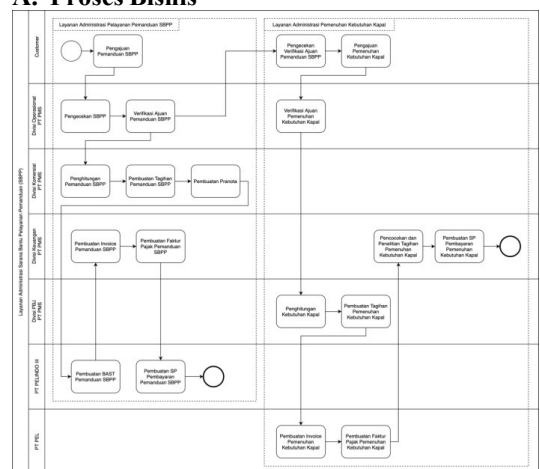 A. Proses Bisnis
Layanan Administrasi Sarana Bantu Pelayanan Pemanduan (SBPP)
Layanan Administrasi Pelayanan Pemanduan SBPP
Layanan Administrasi Pemenuhan Kebutuhan Kapal
Customer
Pengajuan
Pemanduan SBPP
Pengecekan
Verifikasi Ajuan
Pemanduan SBPP
Pengajuan
Pemenuhan
Kebutuhan Kapal
Divisi Operasional
PT PMS
Pengecekan SBPP
Verifikasi Ajuan
Pemanduan SBPP
Verifikasi Ajuan
Pemenuhan
Kebutuhan Kapal
Divisi Komersial
PT PMS
Penghitungan
Pemanduan SBPP
Pembuatan Tagihan
Pemanduan SBPP
Pembuatan Pranota
Divisi Keuangan
PT PMS
Pembuatan Invoice
Pemanduan SBPP
Pembuatan Faktur
Pajak Pemanduan
SBPP
Pencocokan dan
Penelitian Tagihan
Pemenuhan
Kebutuhan Kapal
Pembuatan SP
Pembayaran
Pemenuhan
Kebutuhan Kapal
PT PMS
Penghitungan
Kebutuhan Kapal
Pembuatan Tagihan
Pemenuhan
Kebutuhan Kapal
PT PELINDO III
Pembuatan BAST
Pemanduan SBPP
Pembuatan SP
Pembayaran
Pemanduan SBPP
PT PEL
Pembuatan Invoice
Pemenuhan
Kebutuhan Kapal
Pembuatan Faktur
Pajak Pemenuhan
Kebutuhan Kapal